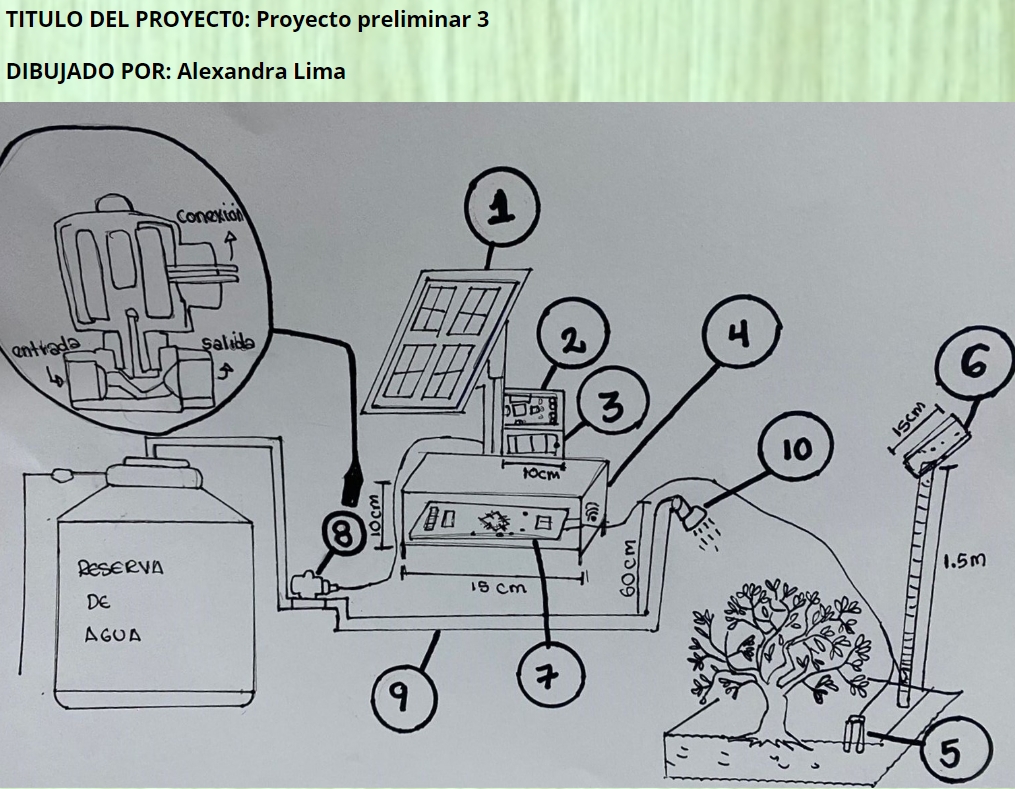 TITULO DEL PROYECT0: Proyecto preliminar 3
DIBUJADO POR: Alexandra Lima
conexión
entrada
salida
1
2
3
4
6
15cm
10
10cm
10cm
8
15 cm
60cm
1.5m
RESERVA
DE
AGUA
7
9
5